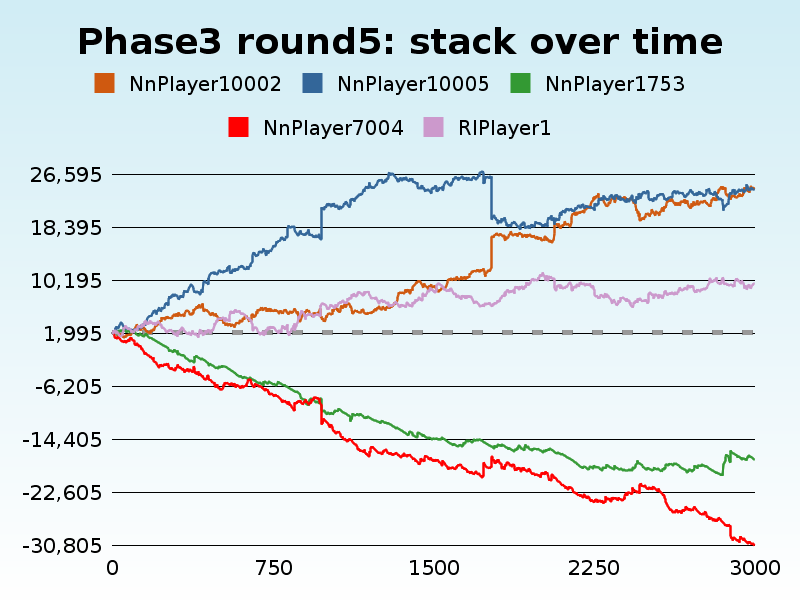 Phase3 round5: stack over time
NnPlayer10002 NnPlayer10005 NnPlayer1753
NnPlayer7004 RIPlayer1
26,595
18,395
10,195
1,995
-6,205
-14,405
-22,605
-30,805
0 750 1500 2250 3000